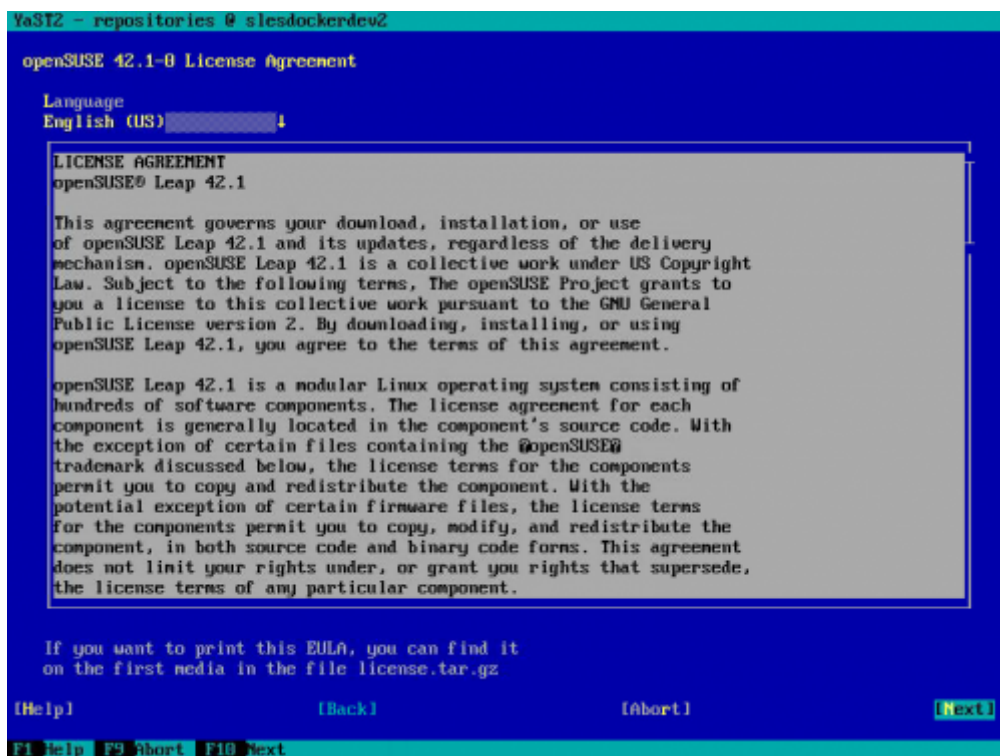 YaST2 - repositories @ slesdockerdev2
openSUSE 42.1-0 License Agreement
Language
English (US)
LICENSE AGREEMENT
openSUSE® Leap 42.1
This agreement governs your download, installation, or use
of openSUSE Leap 42.1 and its updates, regardless of the delivery
mechanism. openSUSE Leap 42.1 is a collective work under US Copyright
Law. Subject to the following terms, The openSUSE Project grants to
you a license to this collective work pursuant to the GNU General
Public License version 2. By downloading, installing, or using
openSUSE Leap 42.1, you agree to the terms of this agreement.
openSUSE Leap 42.1 is a modular Linux operating system consisting of
hundreds of software components. The license agreement for each
component is generally located in the component's source code. With
the exception of certain files containing the �openSUSE�
trademark discussed below, the license terms for the components
permit you to copy and redistribute the component. With the
potential exception of certain firmware files, the license terms
for the components permit you to copy, modify, and redistribute the
component, in both source code and binary code forms. This agreement
does not limit your rights under, or grant you rights that supersede,
the license terms of any particular component.
If you want to print this EULA, you can find it
on the first media in the file license.tar.gz
[Help] [Back] [Abort] [Next]
F1 Help F9 Abort F10 Next